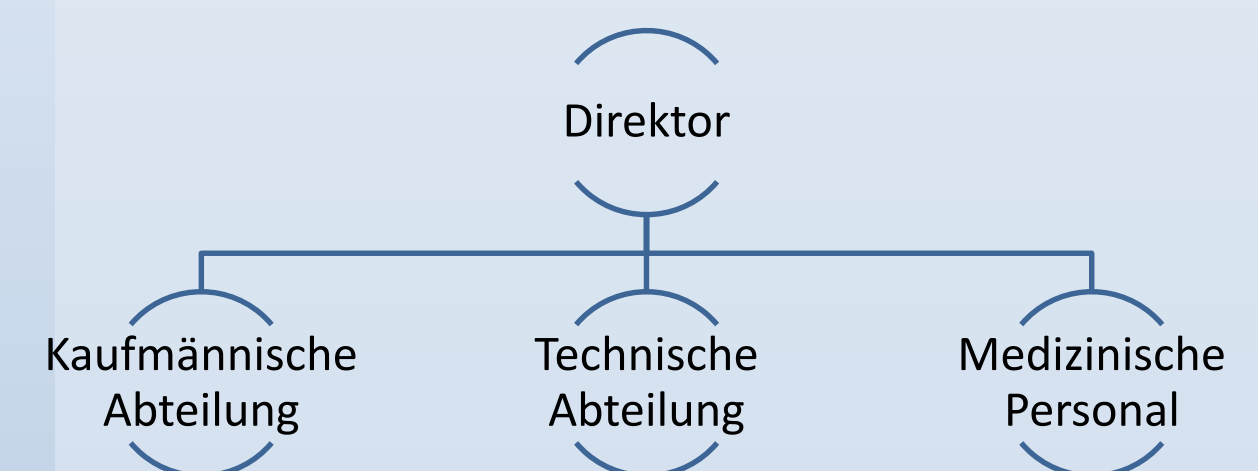 Direktor
Kaufmännische
Abteilung
Technische
Abteilung
Medizinische
Personal